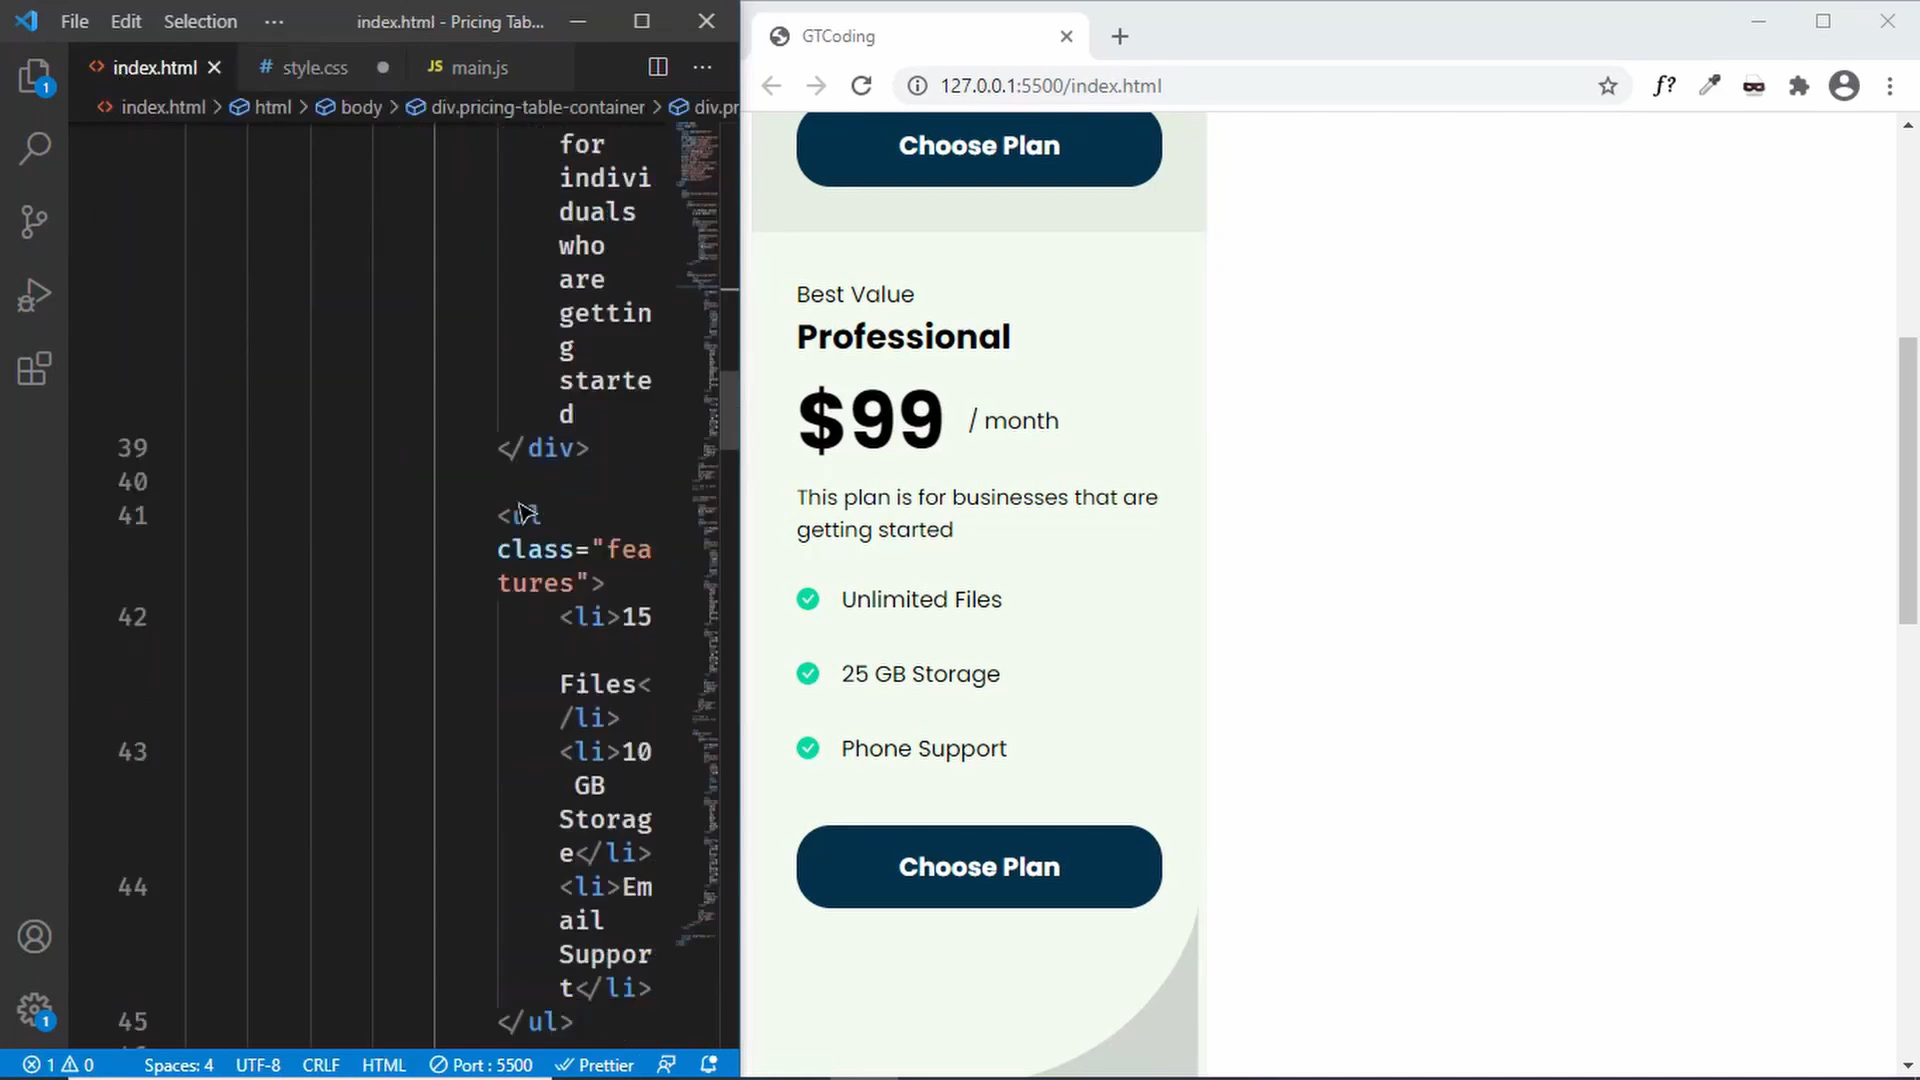 File Edit Selection ··· index.html - Pricing Tab...
index.html style.css main.js
index.html > html > body > div.pricing-table-container > div.pr
for
indivi
duals
who
are
gettin
g
starte
d
39 </div>
40
41 <ul
class="fea
tures">
42 <li>15
Files<
/li>
43 <li>10
GB
Storag
e</li>
44 <li>Em
ail
Suppor
t</li>
45 </ul>
1 0 Spaces: 4 UTF-8 CRLF HTML Port : 5500 Prettier
1
1
GTCoding
127.0.0.1:5500/index.html
f?
Choose Plan
Best Value
Professional
$99 / month
This plan is for businesses that are
getting started
Unlimited Files
25 GB Storage
Phone Support
Choose Plan